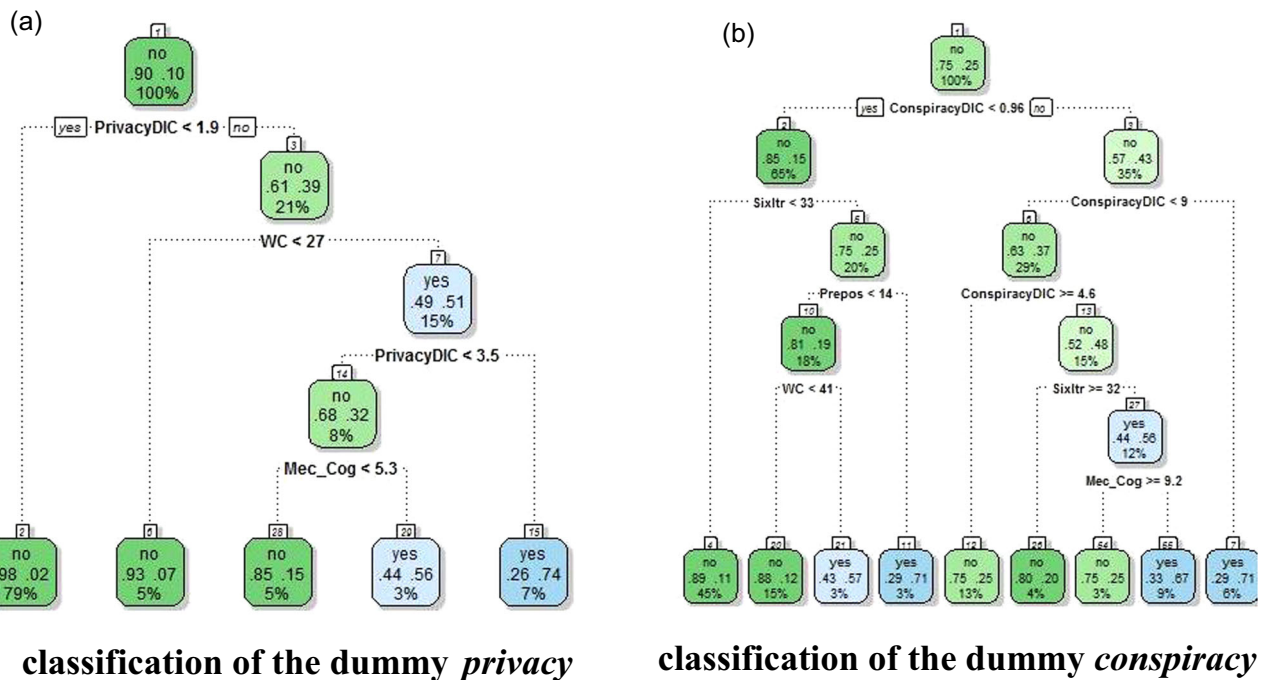 (a)
1
no
.90 .10
100%
yes PrivacyDIC < 1.9 no
3
no
.61 .39
21%
WC < 27
7
yes
.49 .51
15%
PrivacyDIC < 3.5
14
no
.68 .32
8%
Mec_Cog < 5.3
2
no
98 .02
79%
6
no
.93 .07
5%
28
no
.85 .15
5%
29
yes
.44 .56
3%
15
yes
.26 .74
7%
classification of the dummy privacy
(b)
1
no
.75 .25
100%
yes ConspiracyDIC < 0.96 no
2
no
.85 .15
65%
3
no
.57 .43
35%
Sixltr < 33
ConspiracyDIC < 9
5
no
.75 .25
20%
6
no
.63 .37
29%
Prepos < 14
ConspiracyDIC >= 4.6
10
no
.81 .19
18%
13
no
.52 .48
15%
WC < 41
Sixltr >= 32
27
yes
.44 .56
12%
Mec_Cog >= 9.2
4
no
.89 .11
45%
20
no
.88 .12
15%
21
yes
.43 .57
3%
11
yes
.29 .71
3%
12
no
.75 .25
13%
26
no
.80 .20
4%
54
no
.75 .25
3%
55
yes
.33 .67
9%
7
yes
.29 .71
6%
classification of the dummy conspiracy